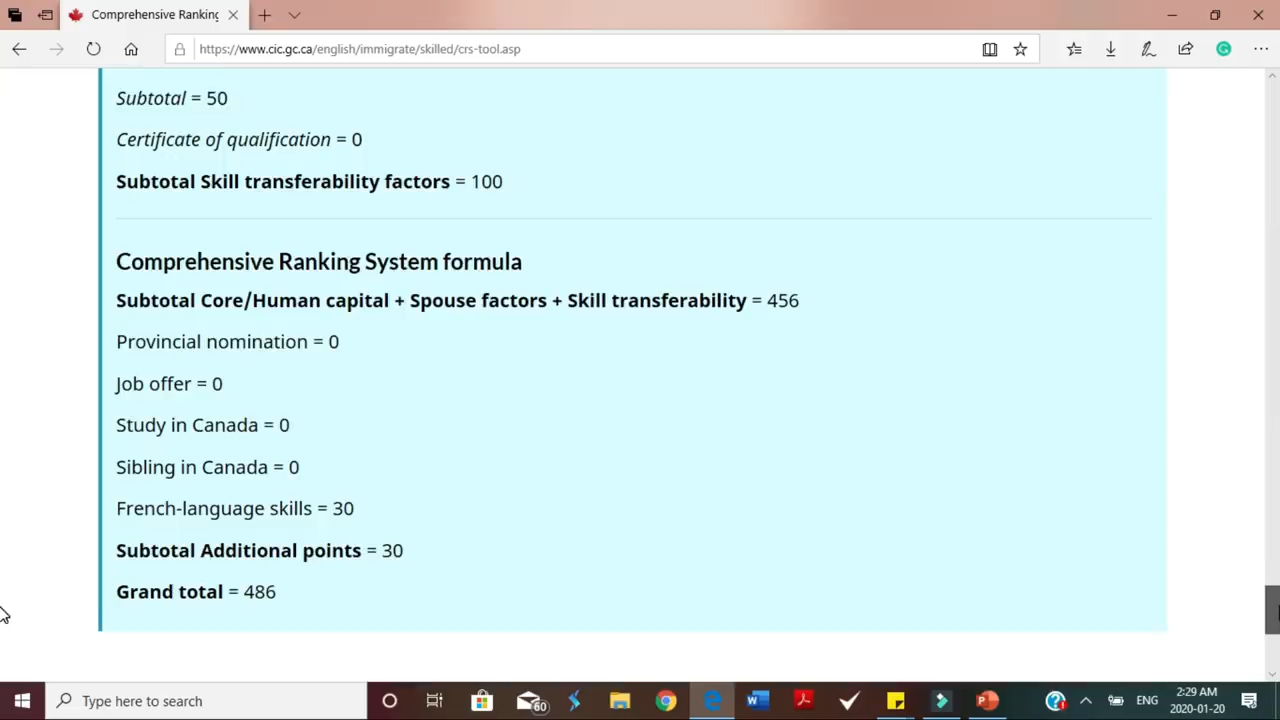 Comprehensive Ranking
https://www.cic.gc.ca/english/immigrate/skilled/crs-tool.asp
Subtotal = 50
Certificate of qualification = 0
Subtotal Skill transferability factors = 100
Comprehensive Ranking System formula
Subtotal Core/Human capital + Spouse factors + Skill transferability = 456
Provincial nomination = 0
Job offer = 0
Study in Canada = 0
Sibling in Canada = 0
French-language skills = 30
Subtotal Additional points = 30
Grand total = 486
Type here to search
60
ENG
2:29 AM
2020-01-20